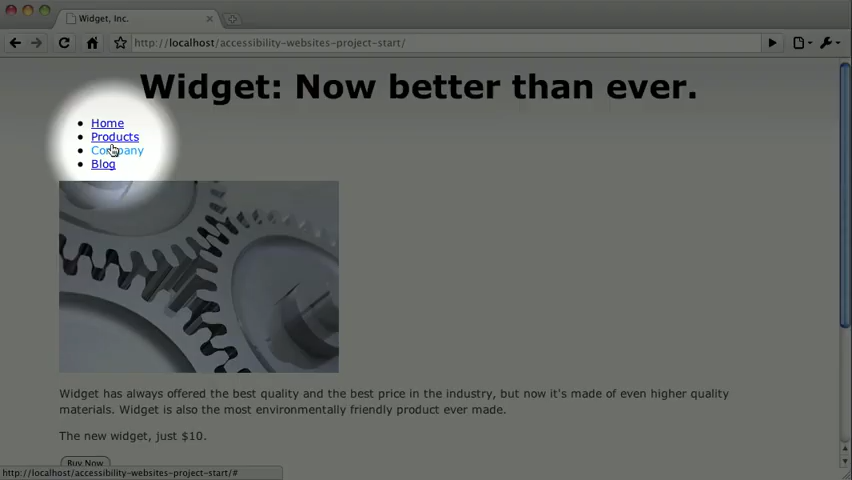 Widget, Inc.
http://localhost/accessibility-websites-project-start/
Widget: Now better than ever.
Home
Products
Company
Blog
Widget has always offered the best quality and the best price in the industry, but now it's made of even higher quality
materials. Widget is also the most environmentally friendly product ever made.
The new widget, just $10.
Buy Now
http://localhost/accessibility-websites-project-start/#